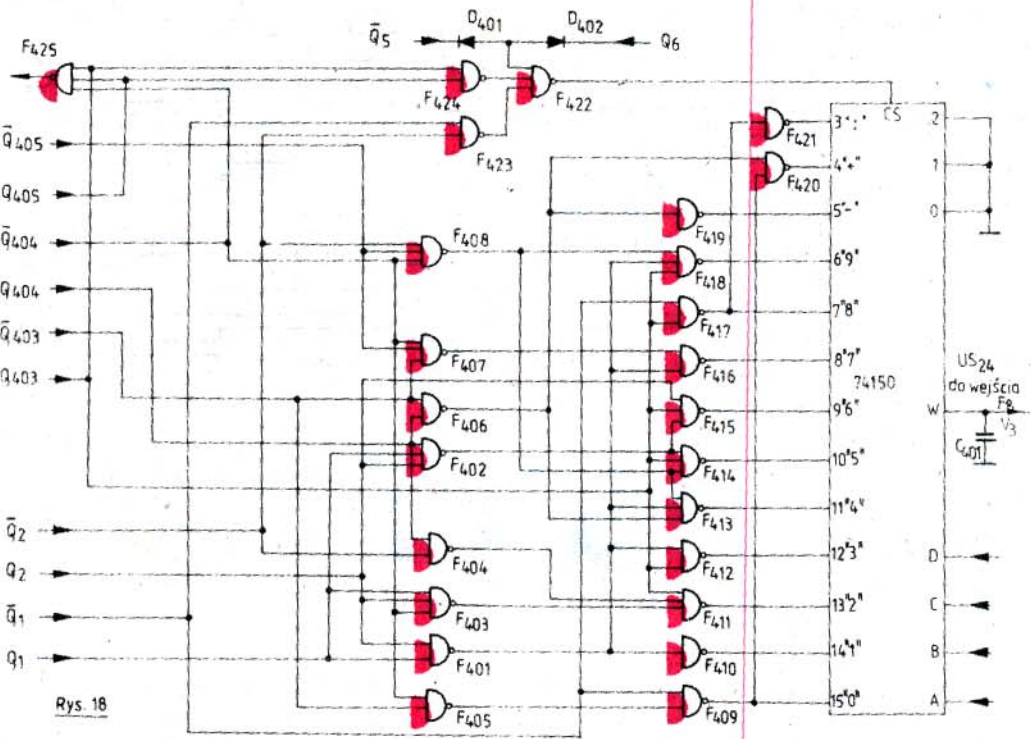 Q̄5
D401
D402
Q6
F425
F424
F422
F423
CS
Q̄405
Q405
Q̄404
Q404
Q̄403
Q403
Q̄2
Q2
Q̄1
Q1
F408
F407
F406
F402
F404
F403
F401
F405
F421
F420
F419
F418
F417
F416
F415
F414
F413
F412
F411
F410
F409
3":"
4"+"
5"-"
6"9"
7"8"
8"7"
9"6"
10"5"
11"4"
12"3"
13"2"
14"1"
15"0"
74150
2
1
0
W
D
C
B
A
US24
do wejścia
F8
V3
C401
Rys. 18